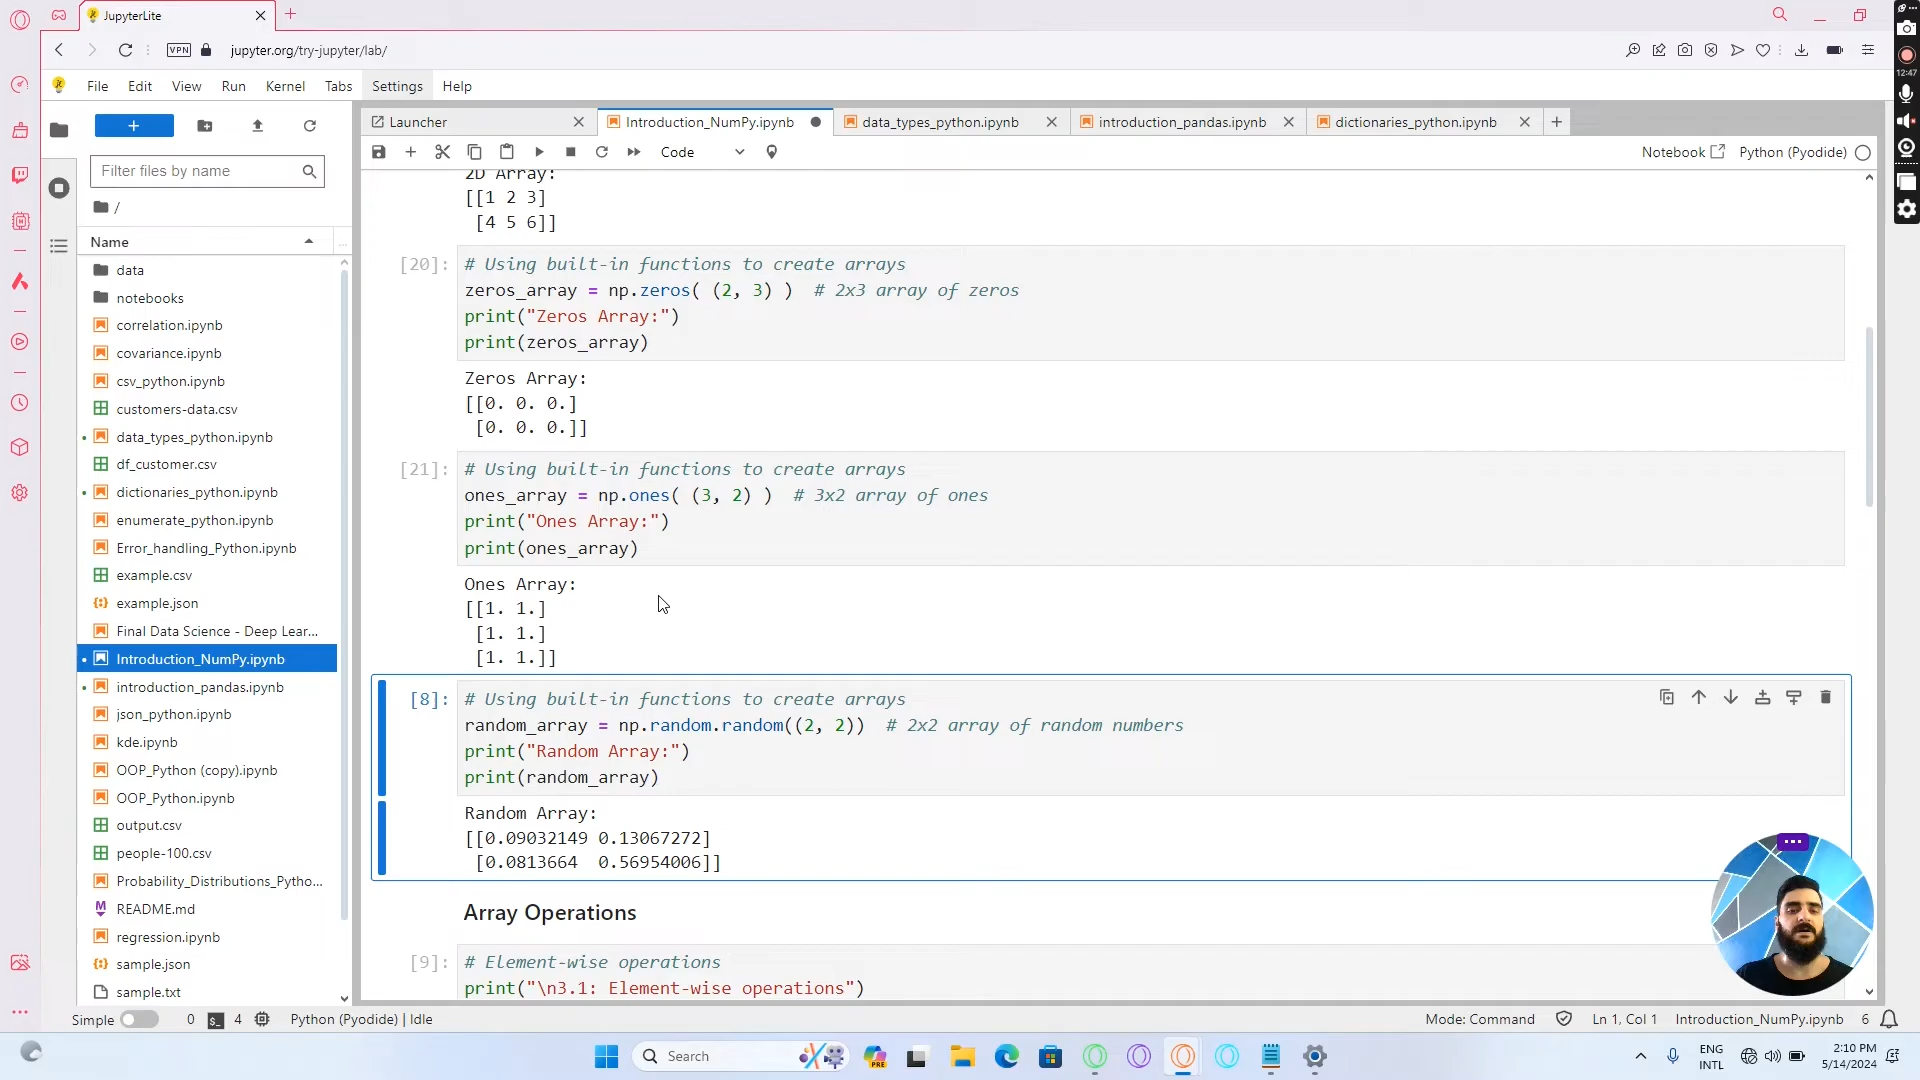 JupyterLite
VPN
jupyter.org/try-jupyter/lab/
File Edit View Run Kernel Tabs Settings Help
12:47
Launcher
Introduction_NumPy.ipynb
data_types_python.ipynb
introduction_pandas.ipynb
dictionaries_python.ipynb
Code
Notebook
Python (Pyodide)
Filter files by name
/
Name
data
notebooks
correlation.ipynb
covariance.ipynb
csv_python.ipynb
customers-data.csv
data_types_python.ipynb
df_customer.csv
dictionaries_python.ipynb
enumerate_python.ipynb
Error_handling_Python.ipynb
example.csv
example.json
Final Data Science - Deep Lear...
Introduction_NumPy.ipynb
introduction_pandas.ipynb
json_python.ipynb
kde.ipynb
OOP_Python (copy).ipynb
OOP_Python.ipynb
output.csv
people-100.csv
Probability_Distributions_Pytho...
README.md
regression.ipynb
sample.json
sample.txt
2D Array:
[[1 2 3]
[4 5 6]]
[20]: # Using built-in functions to create arrays
zeros_array = np.zeros( (2, 3) ) # 2x3 array of zeros
print("Zeros Array:")
print(zeros_array)
Zeros Array:
[[0. 0. 0.]
[0. 0. 0.]]
[21]: # Using built-in functions to create arrays
ones_array = np.ones( (3, 2) ) # 3x2 array of ones
print("Ones Array:")
print(ones_array)
Ones Array:
[[1. 1.]
[1. 1.]
[1. 1.]]
[8]: # Using built-in functions to create arrays
random_array = np.random.random((2, 2)) # 2x2 array of random numbers
print("Random Array:")
print(random_array)
Random Array:
[[0.09032149 0.13067272]
[0.0813664 0.56954006]]
Array Operations
[9]: # Element-wise operations
print("\n3.1: Element-wise operations")
Simple 0 4 Python (Pyodide) | Idle
Mode: Command Ln 1, Col 1 Introduction_NumPy.ipynb 6
Search
PRE
ENG
INTL
2:10 PM
5/14/2024